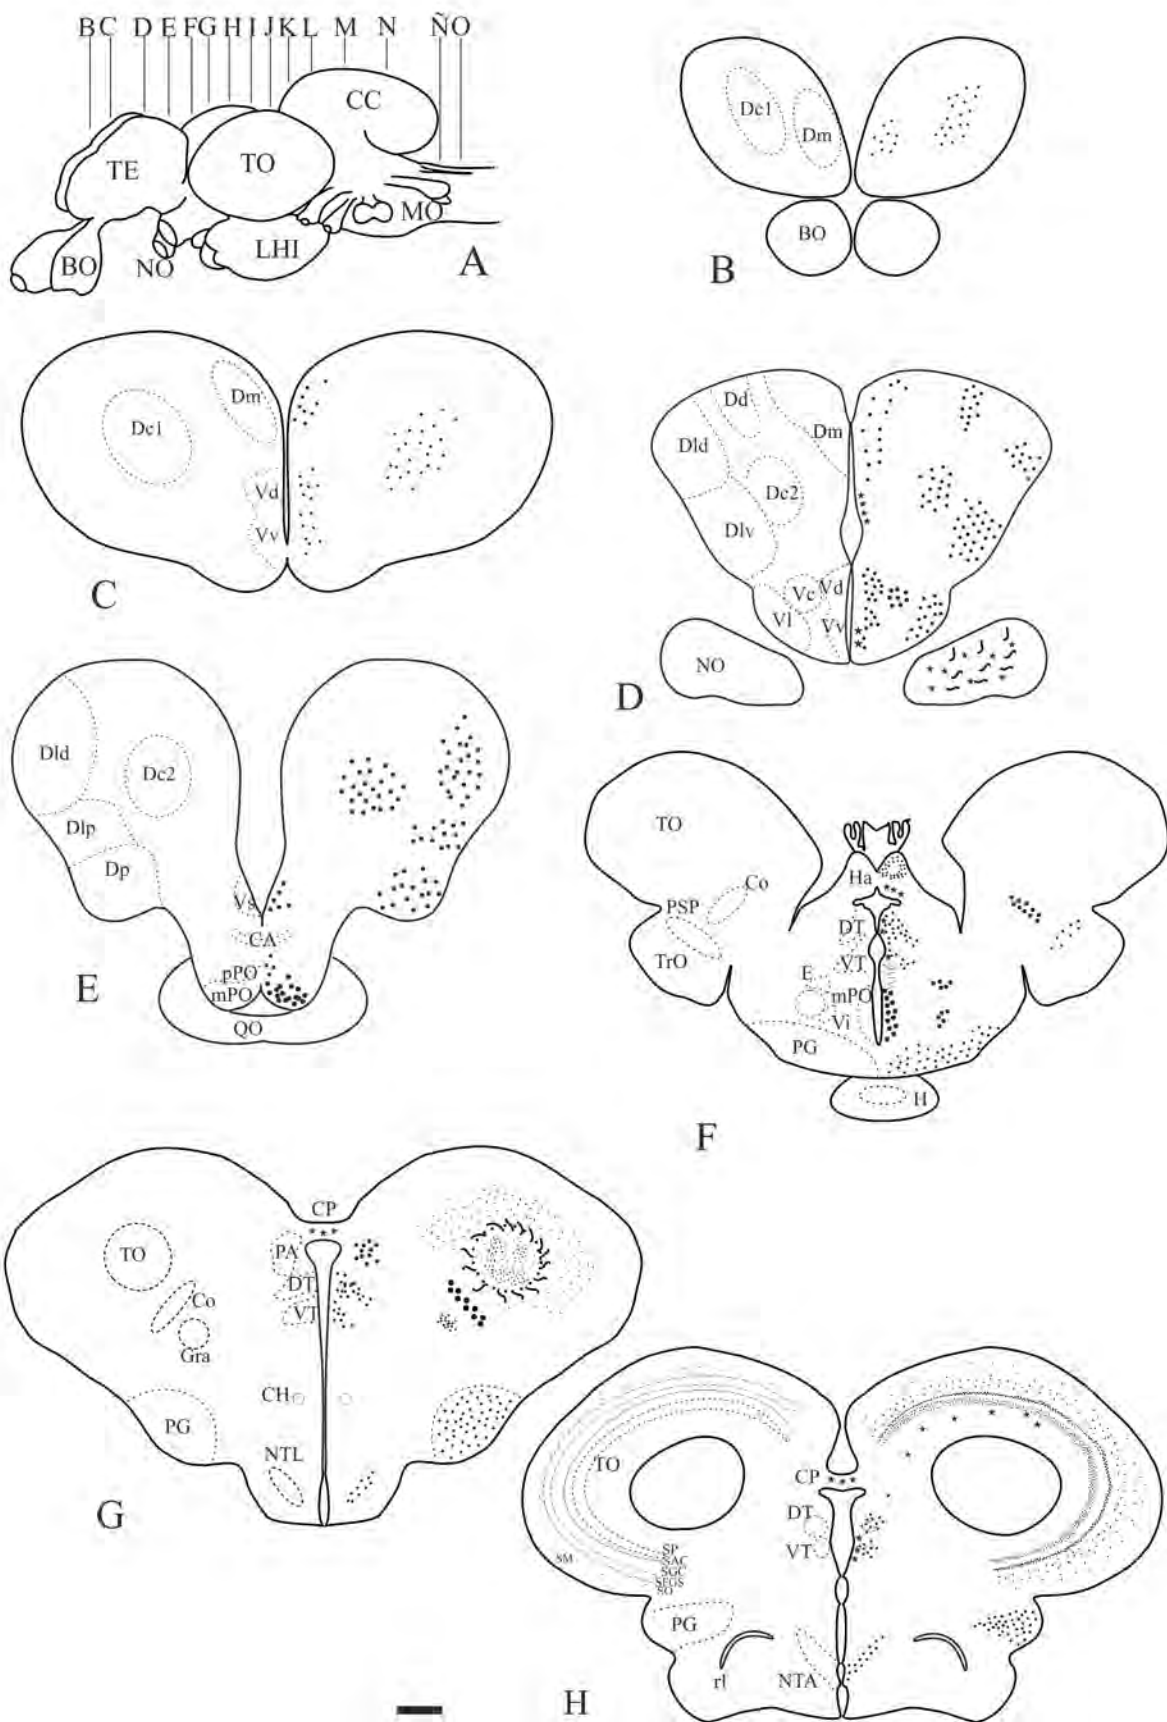 B C D E F G H I J K L M N Ñ O
CC
TE
TO
MO
BO
NO
LHI
A
Dc1
Dm
BO
B
Dm
Dc1
Vd
Vv
C
Dd
Dm
Dld
Dc2
Dlv
Vc
Vd
Vl
Vv
NO
D
Dld
Dc2
Dlp
Dp
Vs
CA
pPO
mPO
QO
E
TO
Ha
Co
PSP
DT
TrO
VT
E
mPO
Vi
PG
H
F
CP
TO
PA
DT
Co
VT
Gra
CH
PG
NTL
G
TO
CP
DT
VT
SM
SP
SAC
SGC
SFGS
SO
PG
rl
NTA
H